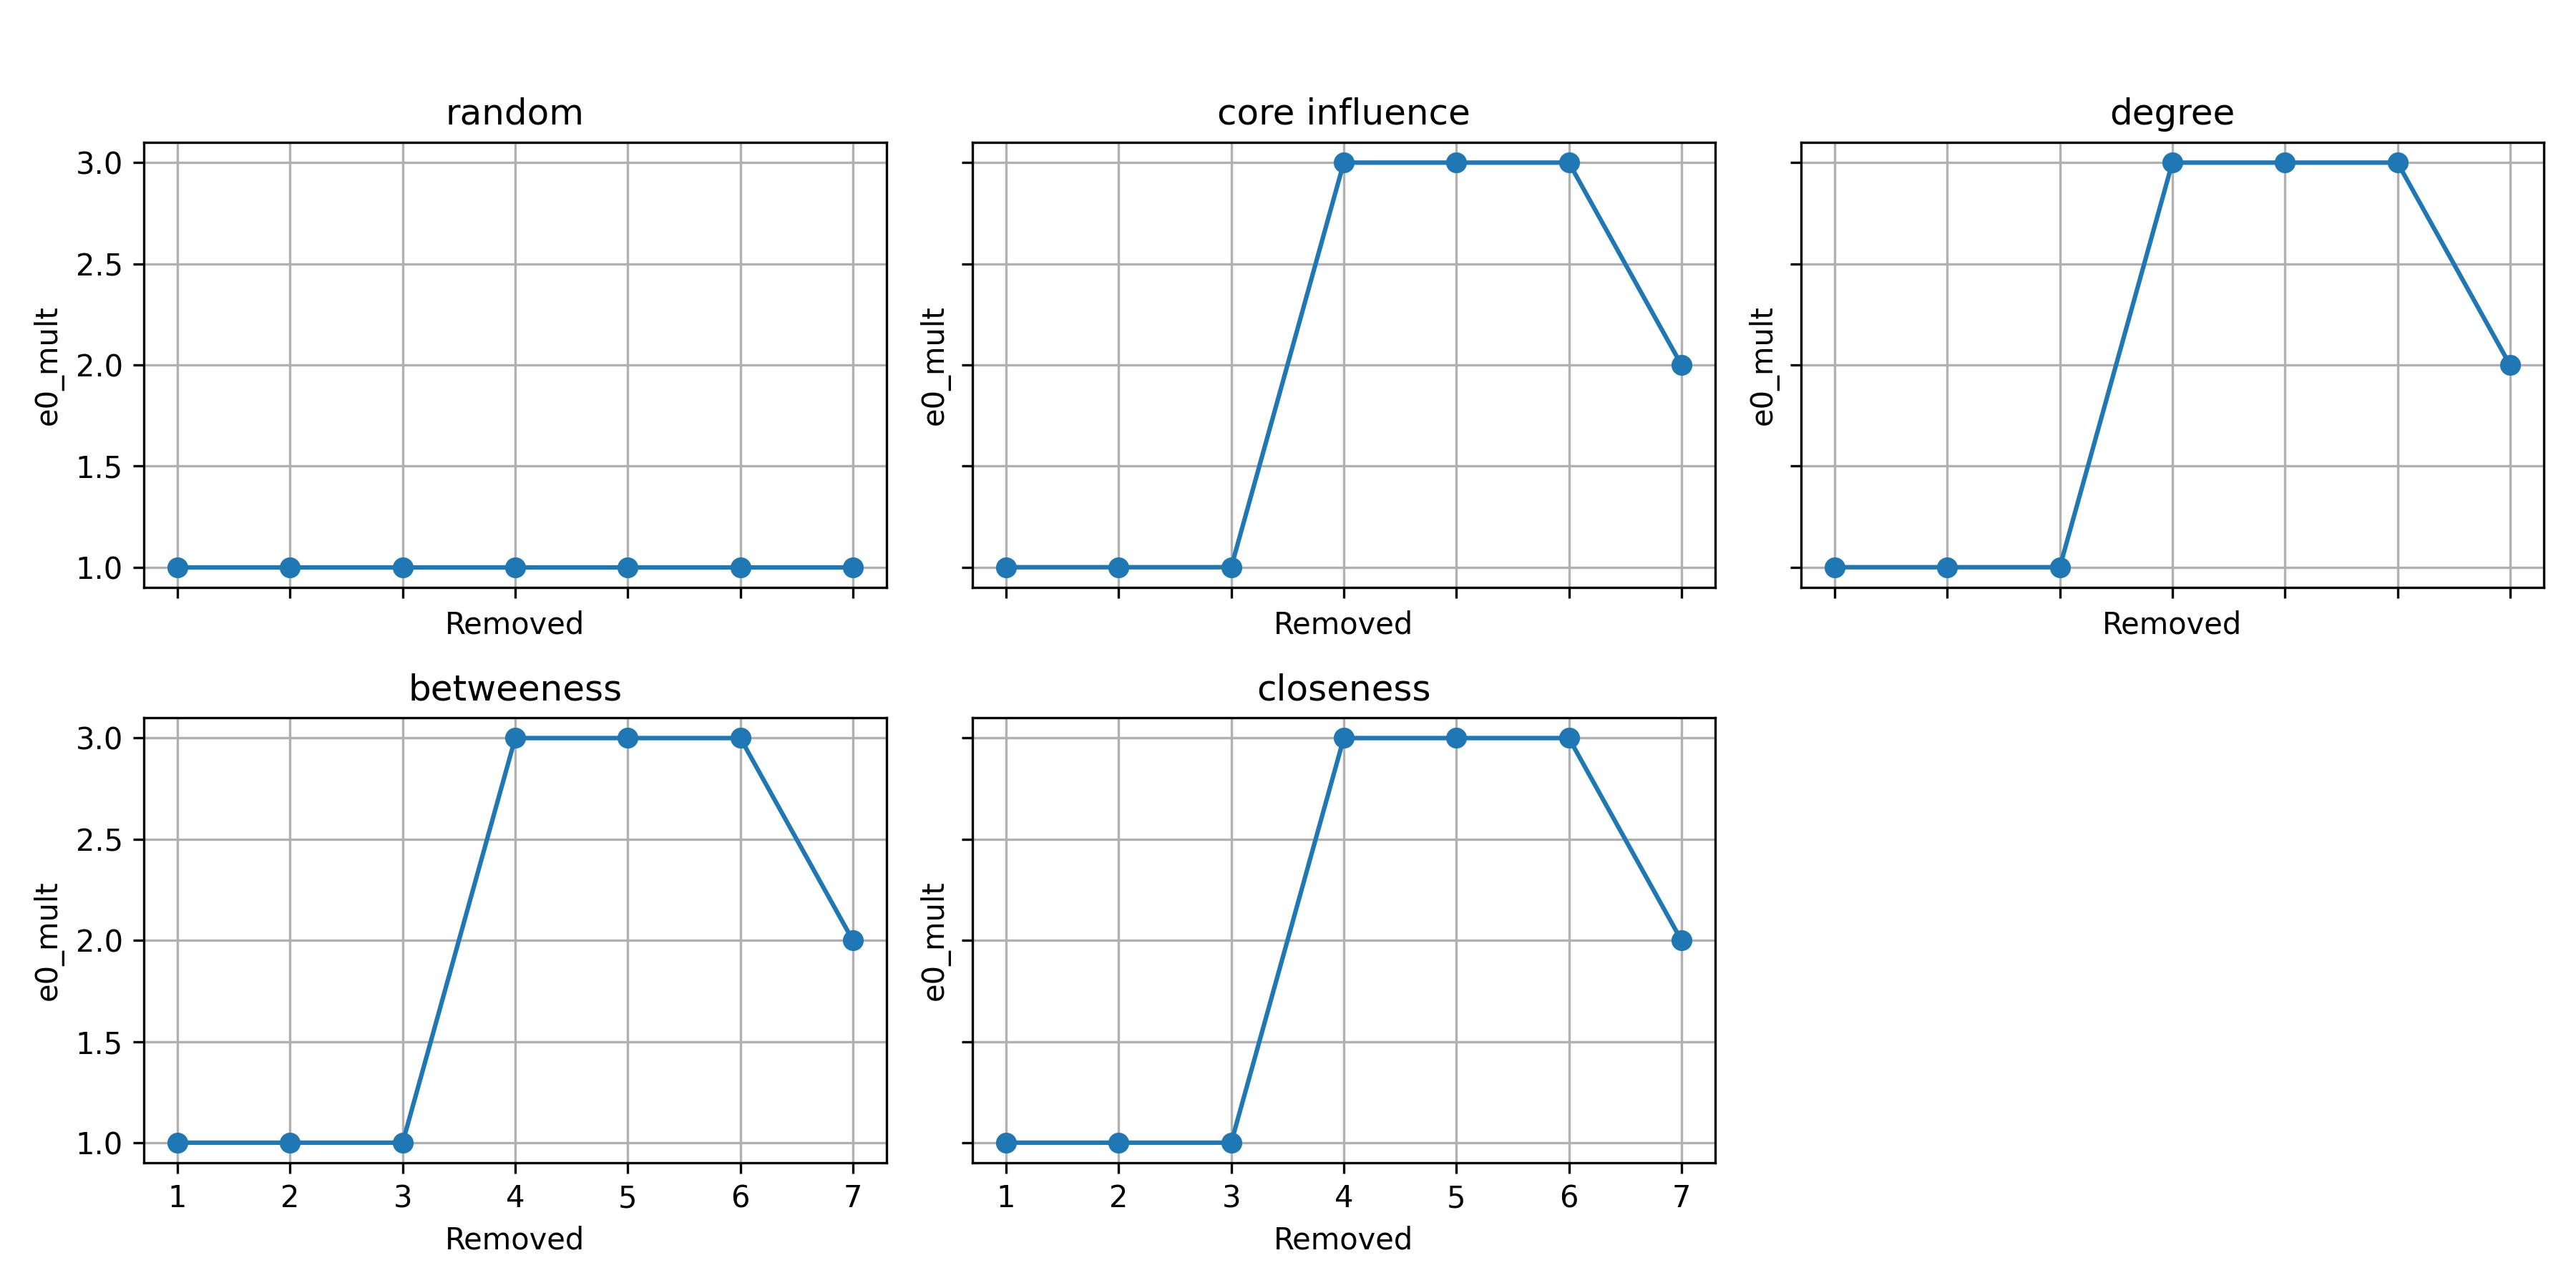 random
core influence
degree
3.0
2.5
2.0
1.5
1.0
e0_mult
e0_mult
e0_mult
Removed
Removed
Removed
betweeness
closeness
3.0
2.5
2.0
1.5
1.0
e0_mult
e0_mult
1 2 3 4 5 6 7
1 2 3 4 5 6 7
Removed
Removed